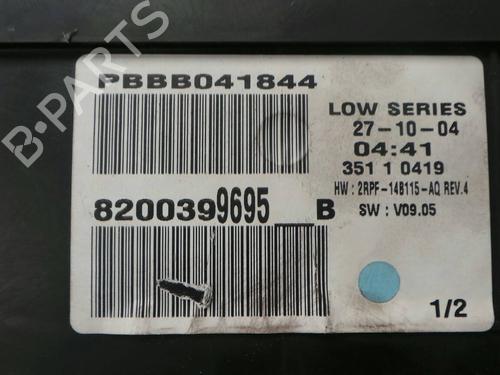 B-PARTS
PBBB041844
LOW SERIES
27-10-04
04:41
351 1 0419
HW : 2RPF-14B115-AQ REV.4
8200399695__B
SW : V09.05
1/2